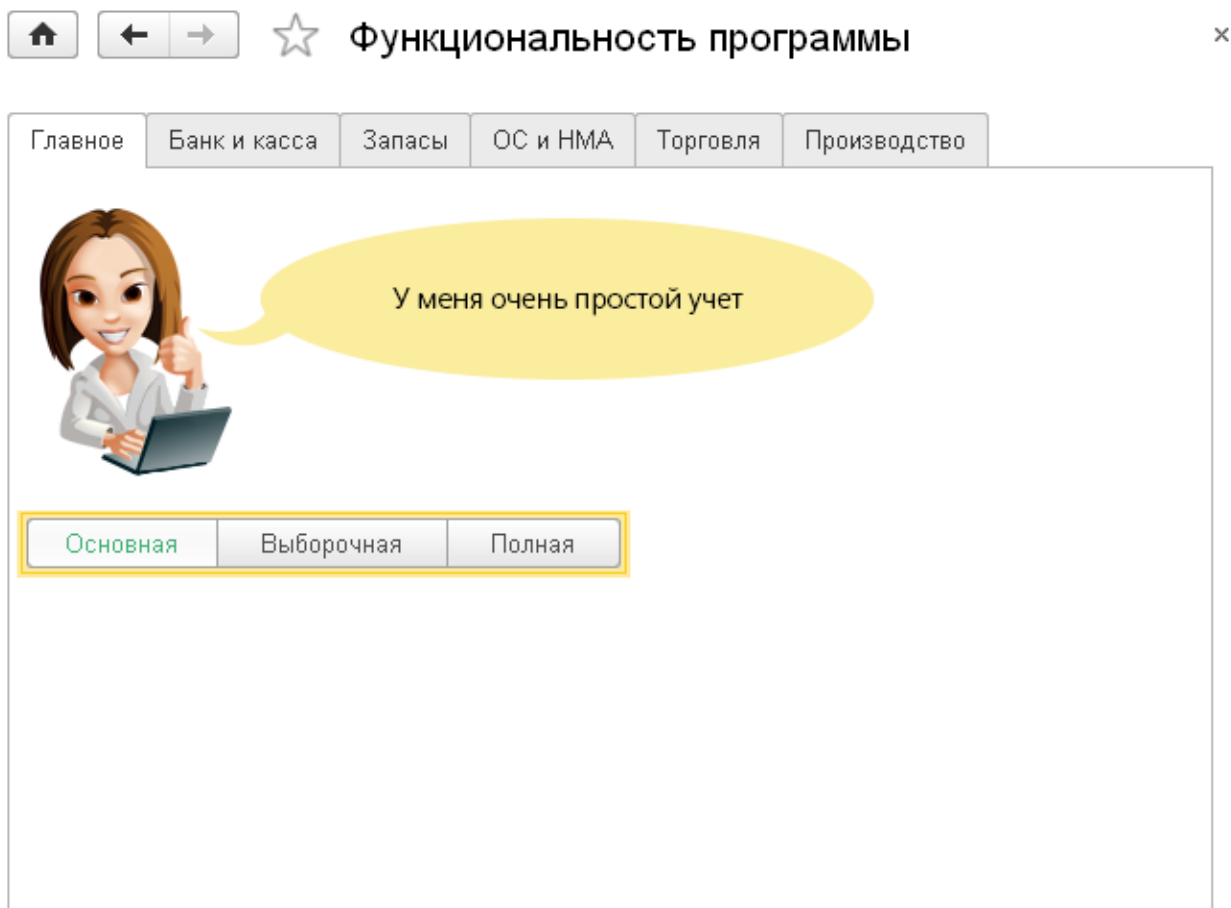 Функциональность программы
Главное Банк и касса Запасы ОС и НМА Торговля Производство
У меня очень простой учет
Основная Выборочная Полная